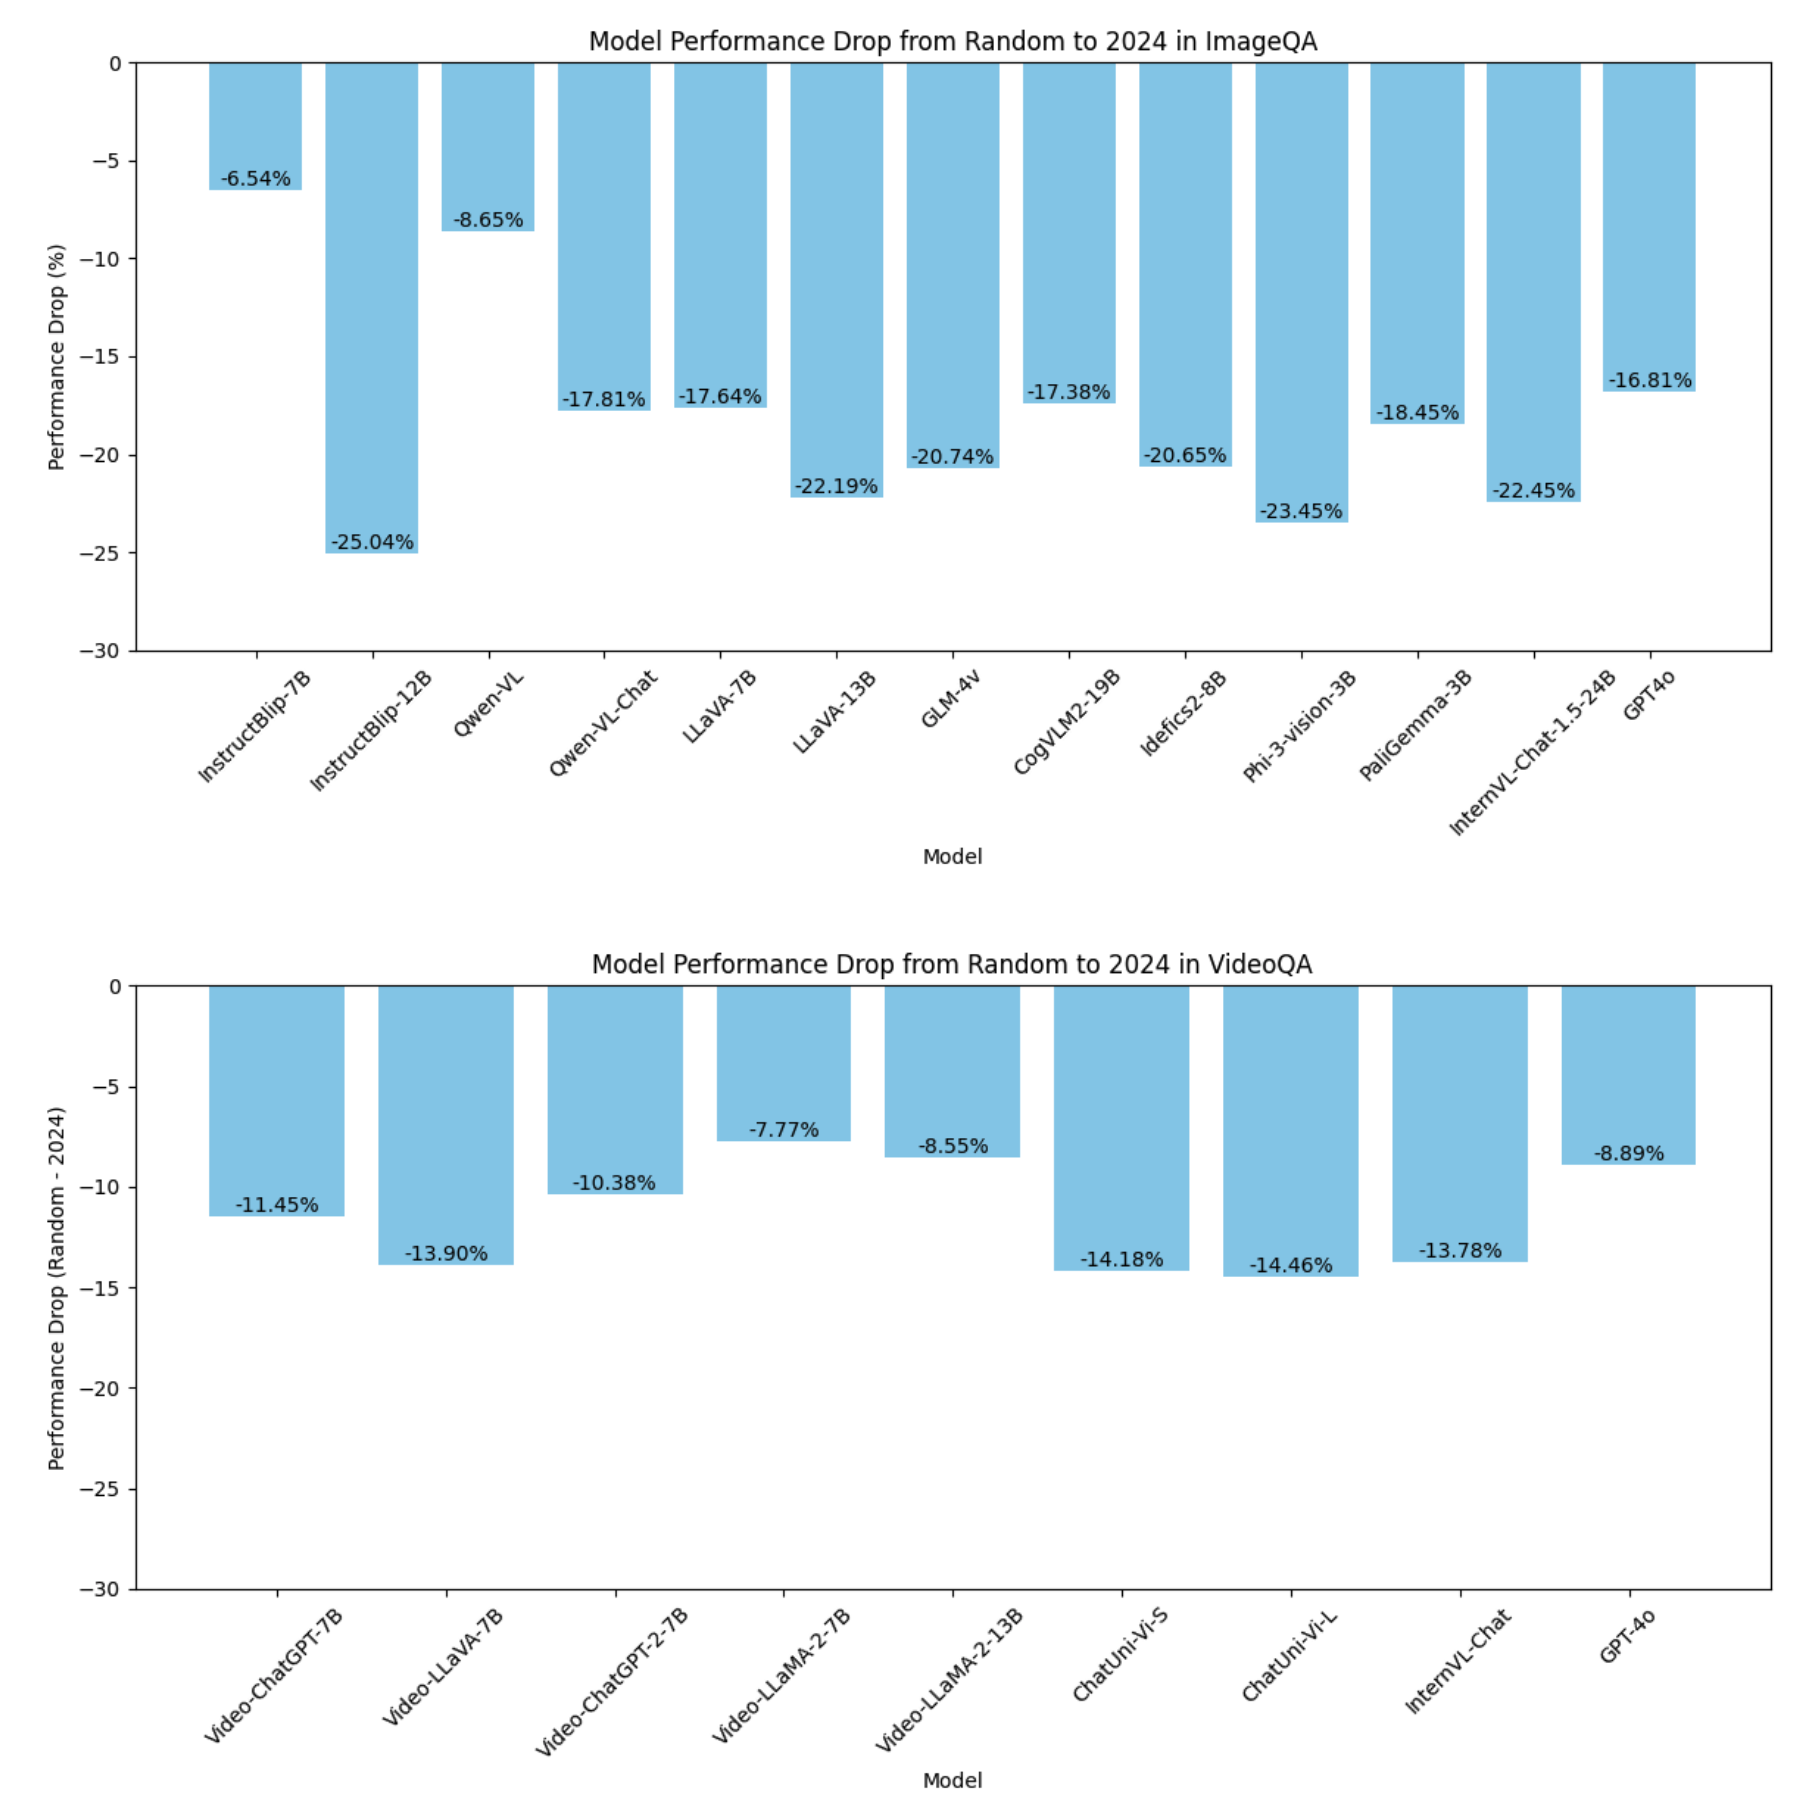 Model Performance Drop from Random to 2024 in ImageQA
Performance Drop (%)
0
−5
−10
−15
−20
−25
−30
-6.54%
-25.04%
-8.65%
-17.81%
-17.64%
-22.19%
-20.74%
-17.38%
-20.65%
-23.45%
-18.45%
-22.45%
-16.81%
InstructBlip-7B
InstructBlip-12B
Qwen-VL
Qwen-VL-Chat
LLaVA-7B
LLaVA-13B
GLM-4v
CogVLM2-19B
Idefics2-8B
Phi-3-vision-3B
PaliGemma-3B
InternVL-Chat-1.5-24B
GPT4o
Model
Model Performance Drop from Random to 2024 in VideoQA
Performance Drop (Random - 2024)
0
−5
−10
−15
−20
−25
−30
-11.45%
-13.90%
-10.38%
-7.77%
-8.55%
-14.18%
-14.46%
-13.78%
-8.89%
Video-ChatGPT-7B
Video-LLaVA-7B
Video-ChatGPT-2-7B
Video-LLaMA-2-7B
Video-LLaMA-2-13B
ChatUni-Vi-S
ChatUni-Vi-L
InternVL-Chat
GPT-4o
Model